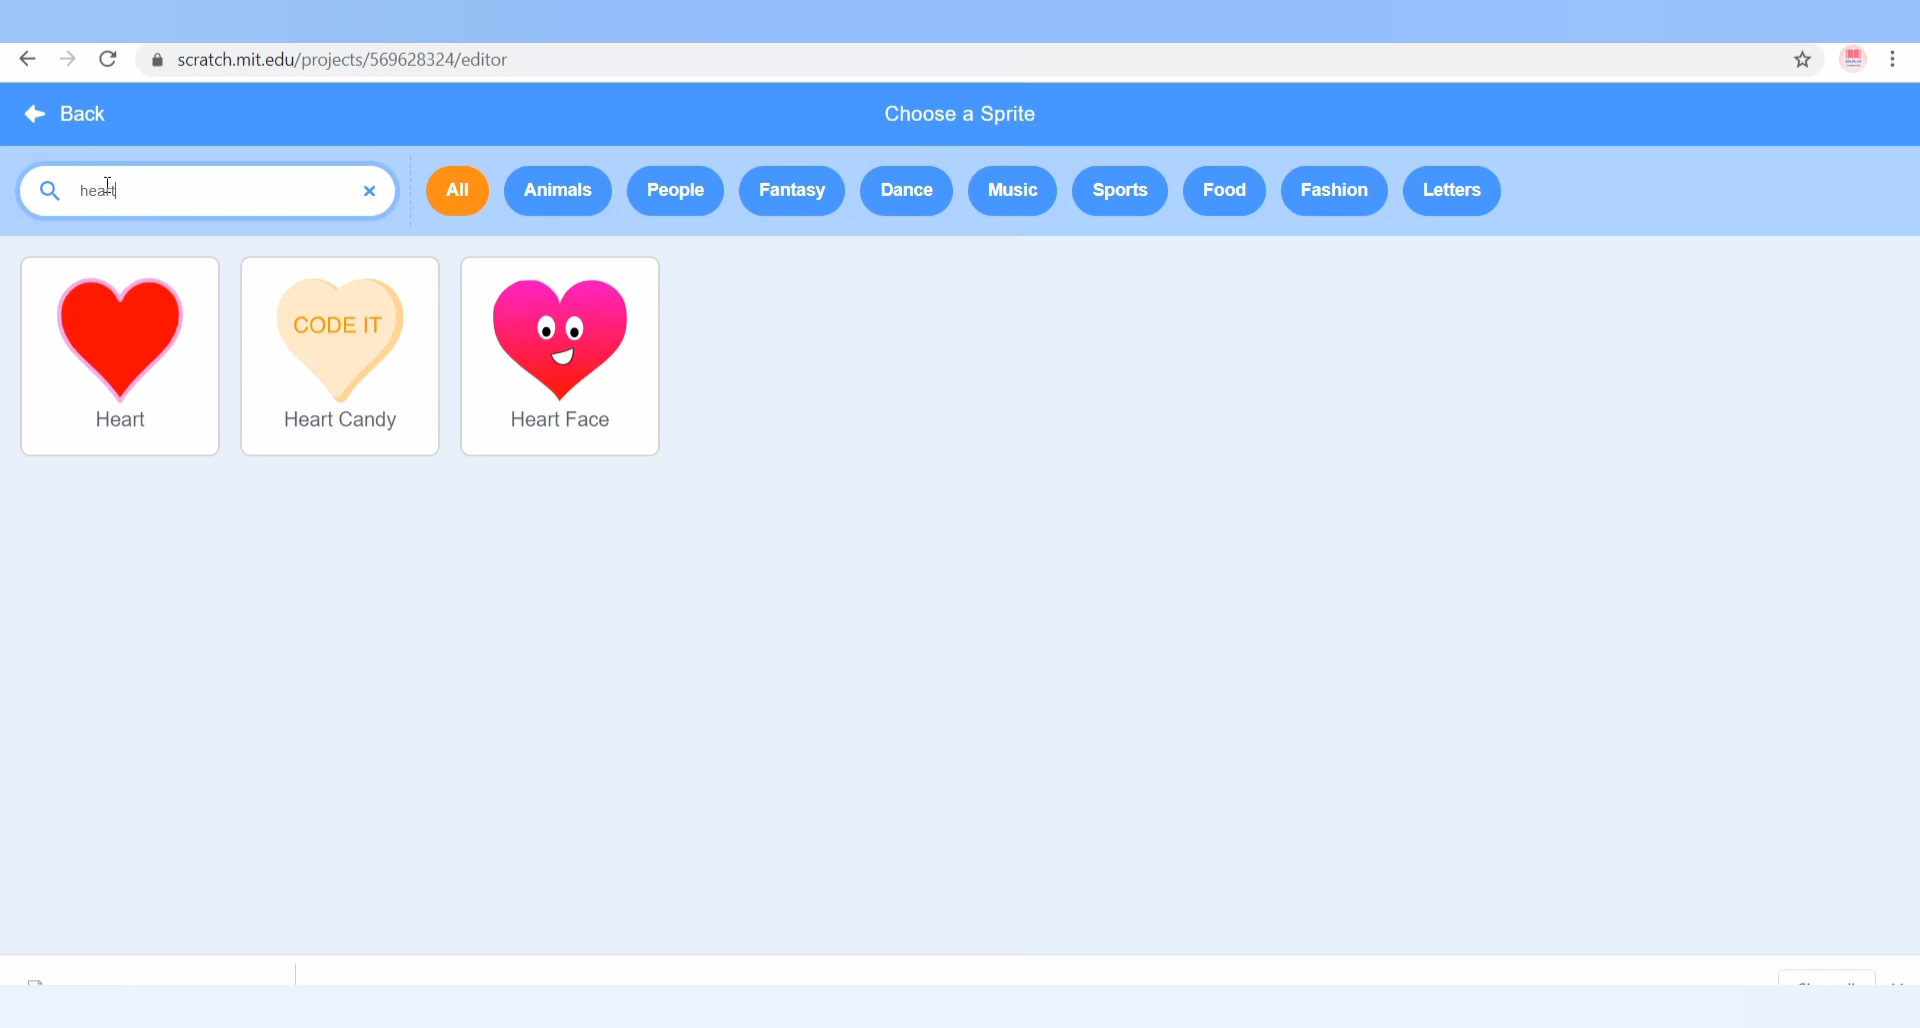 scratch.mit.edu/projects/569628324/editor
Back
Choose a Sprite
heart
All
Animals
People
Fantasy
Dance
Music
Sports
Food
Fashion
Letters
CODE IT
Heart
Heart Candy
Heart Face